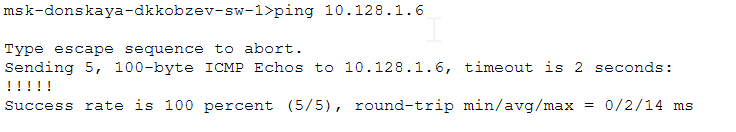 msk-donskaya-dkkobzev-sw-1>ping 10.128.1.6
Type escape sequence to abort.
Sending 5, 100-byte ICMP Echos to 10.128.1.6, timeout is 2 seconds:
!!!!!
Success rate is 100 percent (5/5), round-trip min/avg/max = 0/2/14 ms